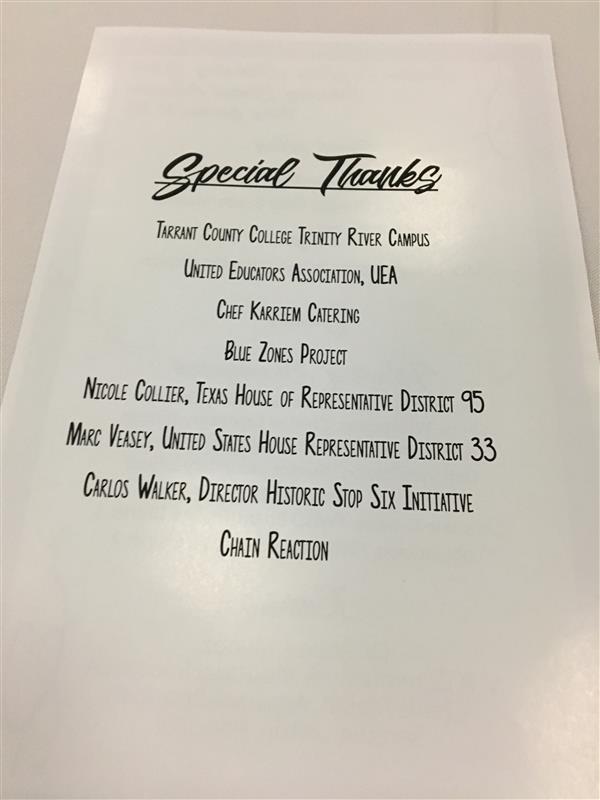 Special Thanks
Tarrant County College Trinity River Campus
United Educators Association, UEA
Chef Karriem Catering
Blue Zones Project
Nicole Collier, Texas House of Representative District 95
Marc Veasey, United States House Representative District 33
Carlos Walker, Director Historic Stop Six Initiative
Chain Reaction